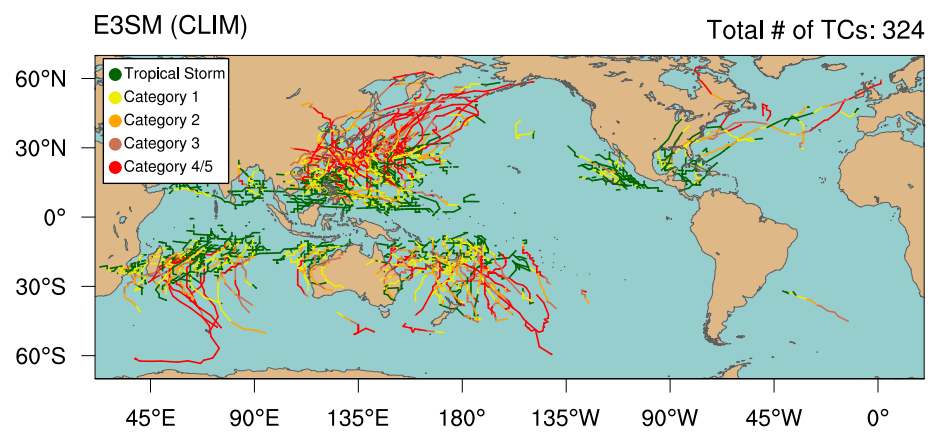 E3SM (CLIM)
Total # of TCs: 324
60°N
30°N
0°
30°S
60°S
Tropical Storm
Category 1
Category 2
Category 3
Category 4/5
45°E
90°E
135°E
180°
135°W
90°W
45°W
0°